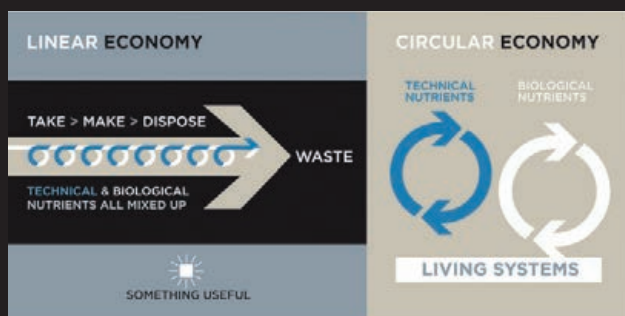 LINEAR ECONOMY
TAKE > MAKE > DISPOSE
WASTE
TECHNICAL & BIOLOGICAL
NUTRIENTS ALL MIXED UP
SOMETHING USEFUL
CIRCULAR ECONOMY
TECHNICAL
NUTRIENTS
BIOLOGICAL
NUTRIENTS
LIVING SYSTEMS